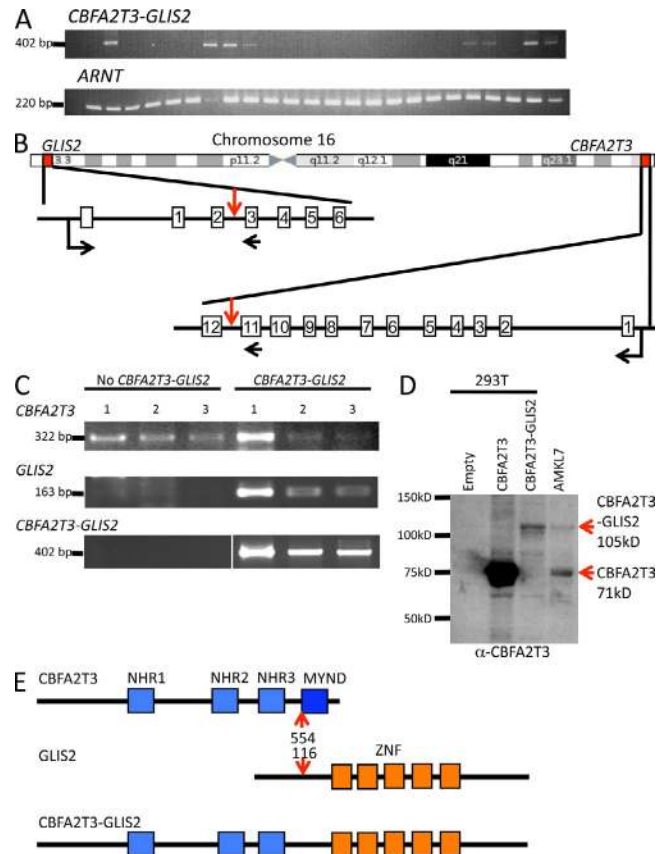 A
CBFA2T3-GLIS2
402 bp
ARNT
220 bp
B
GLIS2
Chromosome 16
CBFA2T3
3.3 p11.2 q11.2 q12.1 q21 q23.1
1 2 3 4 5 6
12 11 10 9 8 7 6 5 4 3 2 1
C
No CBFA2T3-GLIS2
CBFA2T3-GLIS2
CBFA2T3
1 2 3 1 2 3
322 bp
GLIS2
163 bp
CBFA2T3-GLIS2
402 bp
D
293T
Empty
CBFA2T3
CBFA2T3-GLIS2
AMKL7
150kD
100kD
75kD
50kD
CBFA2T3
-GLIS2
105kD
CBFA2T3
71kD
α-CBFA2T3
E
CBFA2T3
NHR1 NHR2 NHR3 MYND
554
116
GLIS2
ZNF
CBFA2T3-GLIS2